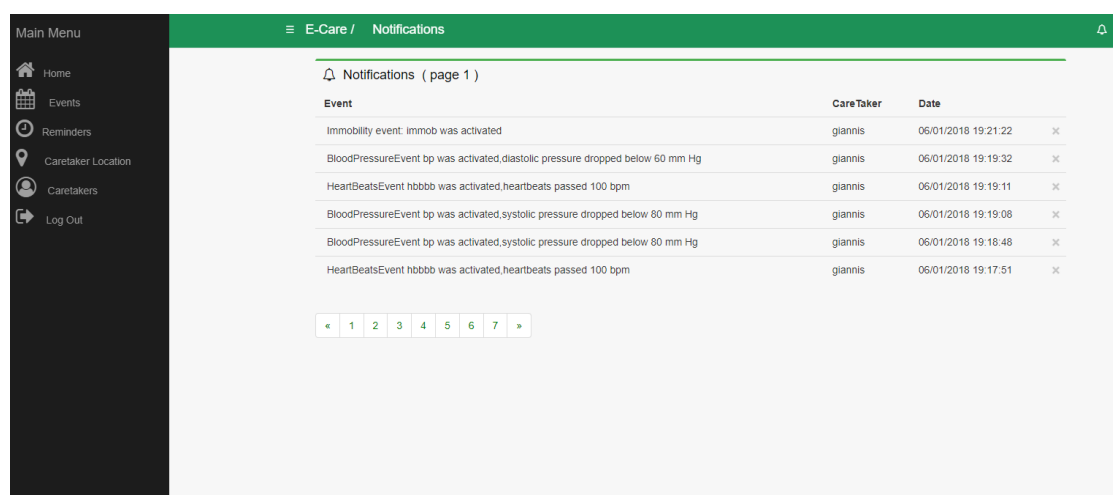 Main Menu
Home
Events
Reminders
Caretaker Location
Caretakers
Log Out
E-Care / Notifications
Notifications ( page 1 )
Event CareTaker Date
Immobility event: immob was activated giannis 06/01/2018 19:21:22
BloodPressureEvent bp was activated,diastolic pressure dropped below 60 mm Hg giannis 06/01/2018 19:19:32
HeartBeatsEvent hbbbb was activated,heartbeats passed 100 bpm giannis 06/01/2018 19:19:11
BloodPressureEvent bp was activated,systolic pressure dropped below 80 mm Hg giannis 06/01/2018 19:19:08
BloodPressureEvent bp was activated,systolic pressure dropped below 80 mm Hg giannis 06/01/2018 19:18:48
HeartBeatsEvent hbbbb was activated,heartbeats passed 100 bpm giannis 06/01/2018 19:17:51
« 1 2 3 4 5 6 7 »